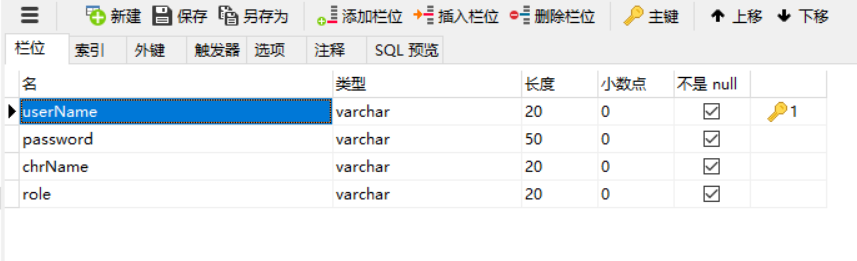 新建 保存 另存为 添加栏位 插入栏位 删除栏位 主键 上移 下移
栏位 索引 外键 触发器 选项 注释 SQL 预览
名 类型 长度 小数点 不是 null
userName varchar 20 0 1
password varchar 50 0
chrName varchar 20 0
role varchar 20 0